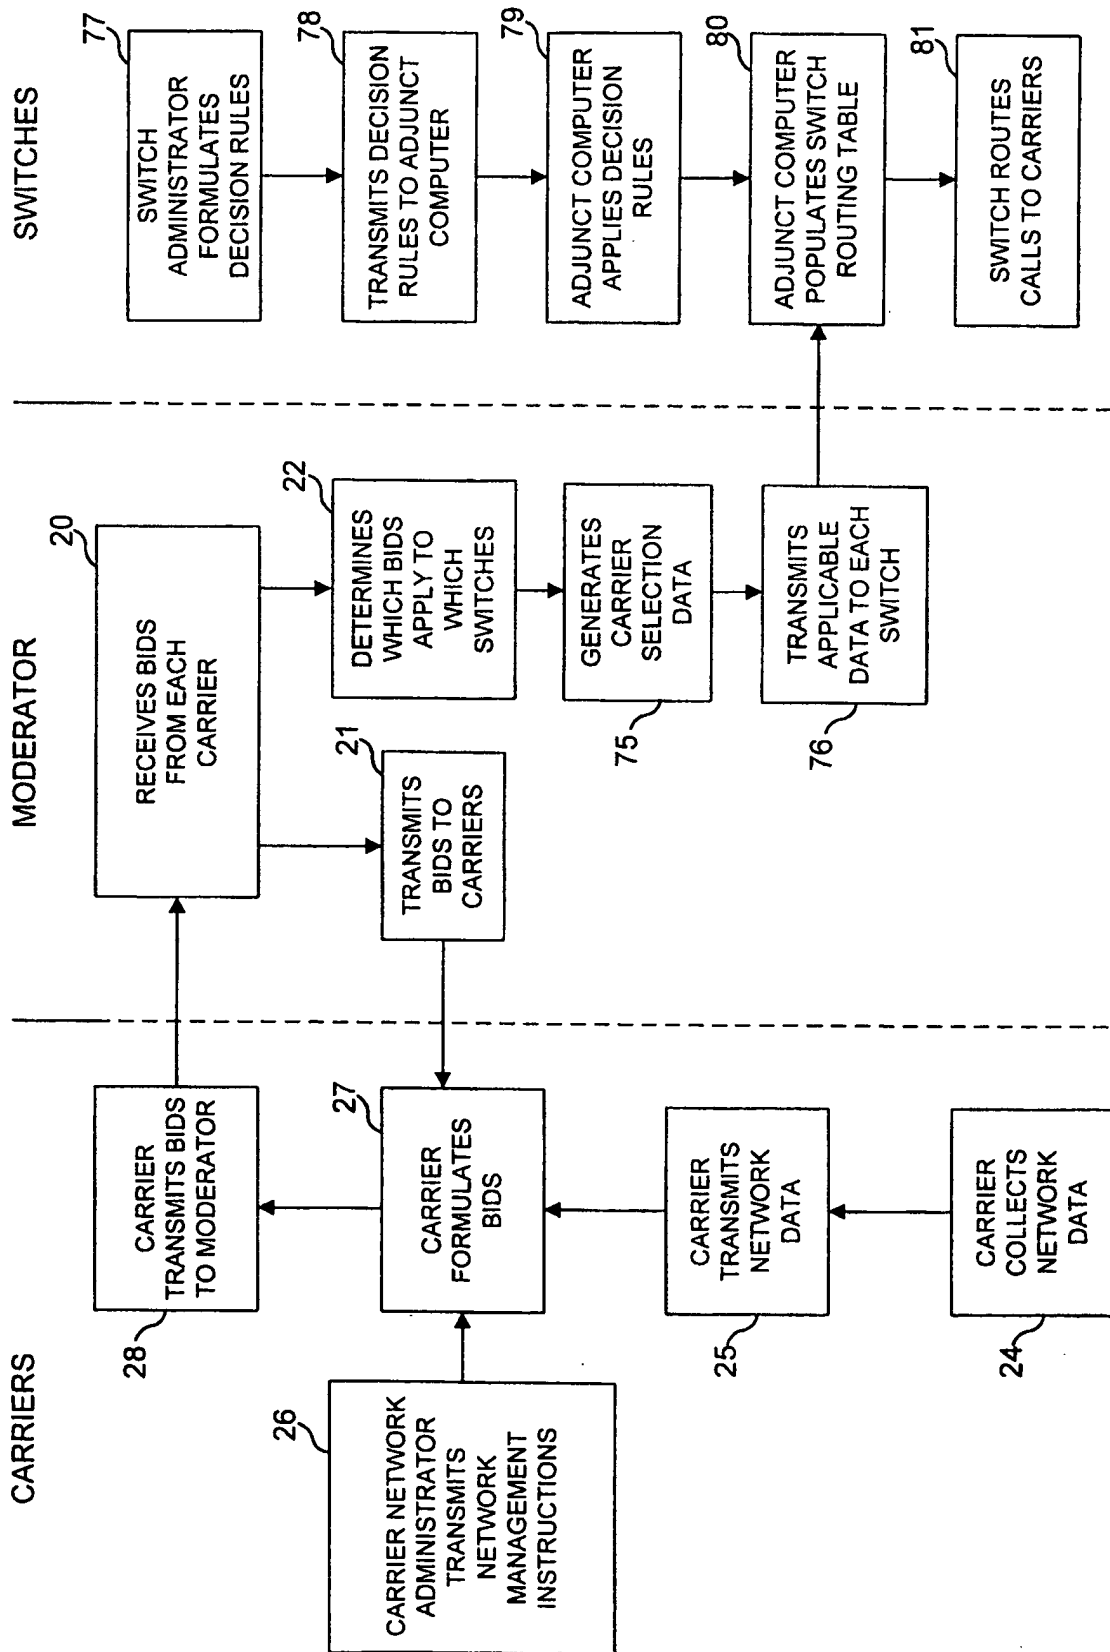 CARRIERS
28
CARRIER
TRANSMITS BIDS
TO MODERATOR
26
CARRIER NETWORK
ADMINISTRATOR
TRANSMITS
NETWORK
MANAGEMENT
INSTRUCTIONS
27
CARRIER
FORMULATES
BIDS
25
CARRIER
TRANSMITS
NETWORK
DATA
24
CARRIER
COLLECTS
NETWORK
DATA
MODERATOR
20
RECEIVES BIDS
FROM EACH
CARRIER
21
TRANSMITS
BIDS TO
CARRIERS
22
DETERMINES
WHICH BIDS
APPLY TO
WHICH
SWITCHES
75
GENERATES
CARRIER
SELECTION
DATA
76
TRANSMITS
APPLICABLE
DATA TO EACH
SWITCH
SWITCHES
77
SWITCH
ADMINISTRATOR
FORMULATES
DECISION RULES
78
TRANSMITS DECISION
RULES TO ADJUNCT
COMPUTER
79
ADJUNCT COMPUTER
APPLIES DECISION
RULES
80
ADJUNCT COMPUTER
POPULATES SWITCH
ROUTING TABLE
81
SWITCH ROUTES
CALLS TO CARRIERS